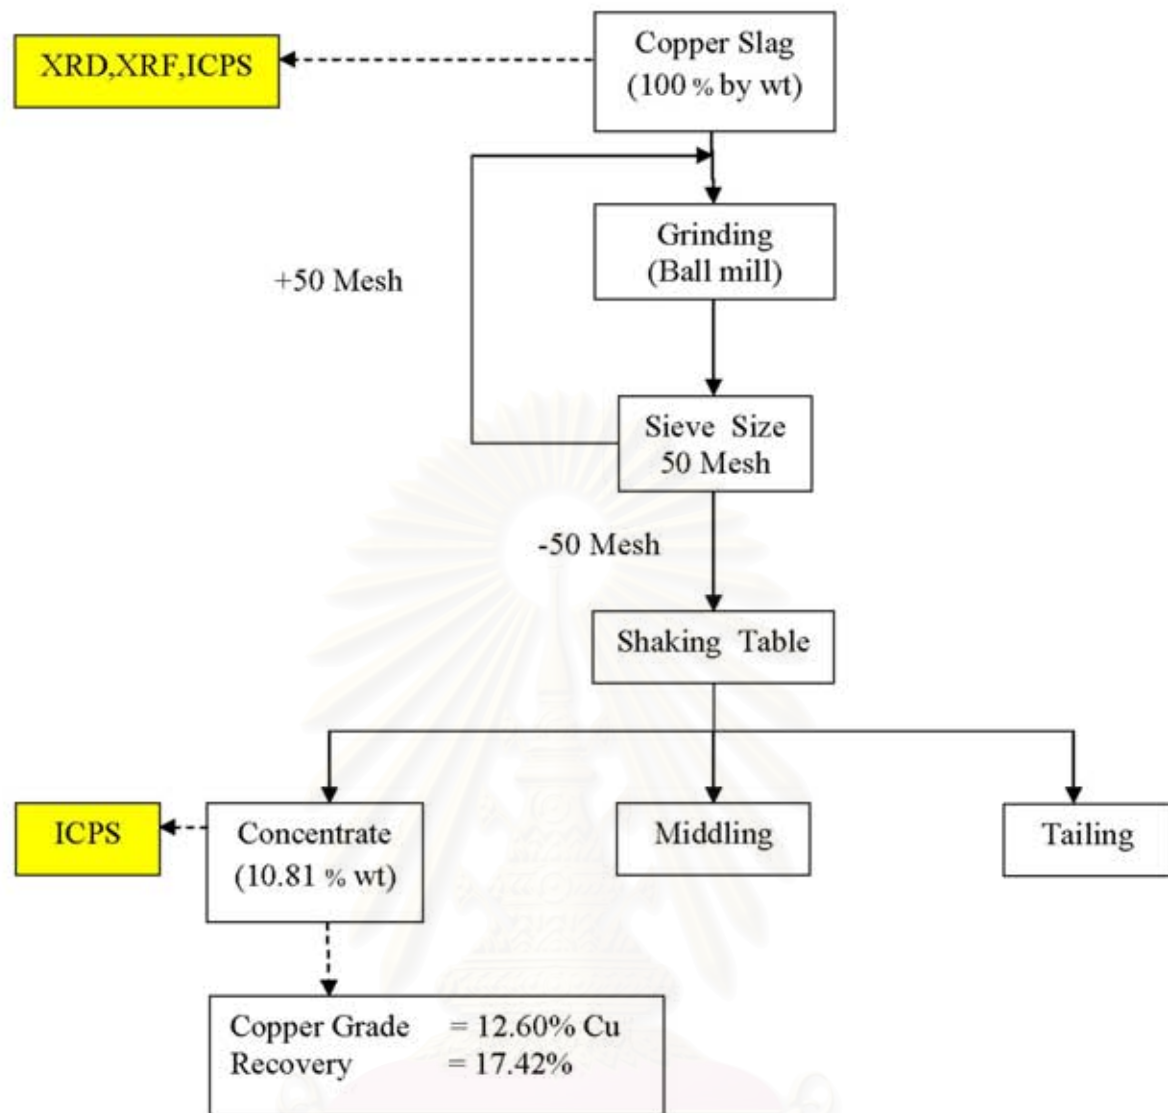 XRD,XRF,ICPS
Copper Slag
(100 % by wt)
Grinding
(Ball mill)
+50 Mesh
Sieve Size
50 Mesh
-50 Mesh
Shaking Table
ICPS
Concentrate
(10.81 % wt)
Middling
Tailing
Copper Grade = 12.60% Cu
Recovery = 17.42%